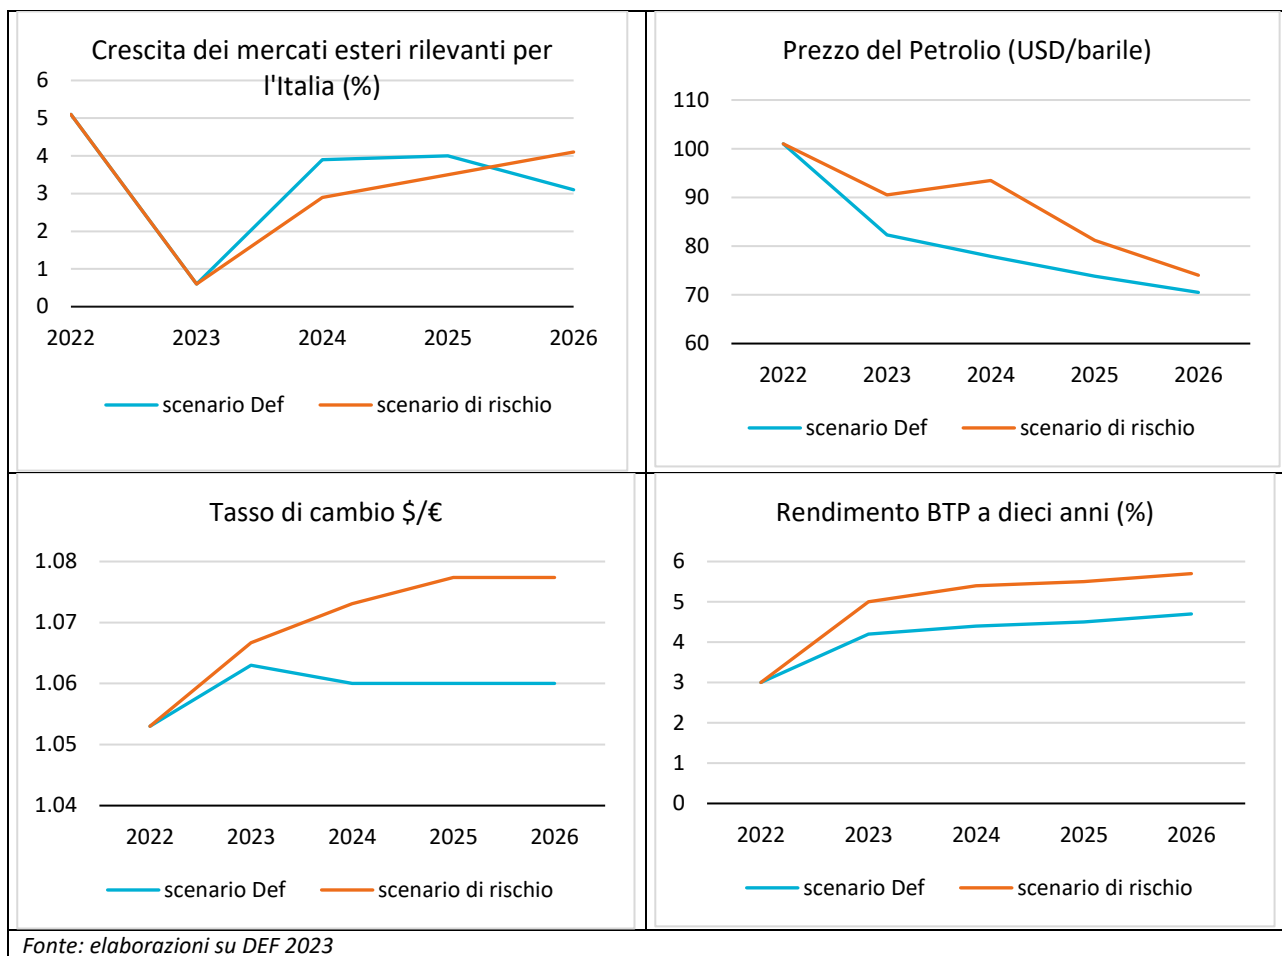 Crescita dei mercati esteri rilevanti per
l'Italia (%)
6
5
4
3
2
1
0
2022 2023 2024 2025 2026
scenario Def scenario di rischio
Prezzo del Petrolio (USD/barile)
110
100
90
80
70
60
2022 2023 2024 2025 2026
scenario Def scenario di rischio
Tasso di cambio $/€
1.08
1.07
1.06
1.05
1.04
2022 2023 2024 2025 2026
scenario Def scenario di rischio
Rendimento BTP a dieci anni (%)
6
5
4
3
2
1
0
2022 2023 2024 2025 2026
scenario Def scenario di rischio
Fonte: elaborazioni su DEF 2023